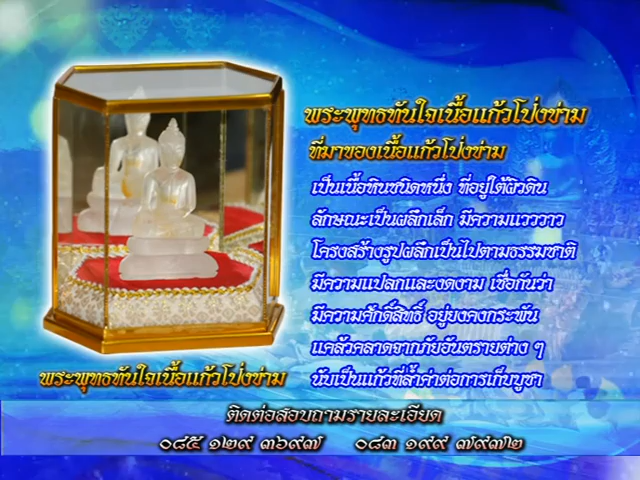 พระพุทธทันใจเนื้อแก้วโป่งข่าม
ที่มาของเนื้อแก้วโป่งข่าม
เป็นเนื้อหินชนิดหนึ่ง ที่อยู่ใต้ผิวดิน
ลักษณะเป็นผลึกเล็ก มีความแวววาว
โครงสร้างรูปผลึกเป็นไปตามธรรมชาติ
มีความแปลกและงดงาม เชื่อกันว่า
มีความศักดิ์สิทธิ์ อยู่ยงคงกระพัน
แคล้วคลาดจากภัยอันตรายต่าง ๆ
นับเป็นแก้วที่ล้ำค่าต่อการเก็บบูชา
พระพุทธทันใจเนื้อแก้วโป่งข่าม
ติดต่อสอบถามรายละเอียด
๐๘๕ ๑๒๙ ๓๖๙๗ ๐๘๓ ๑๙๙ ๗๙๗๒